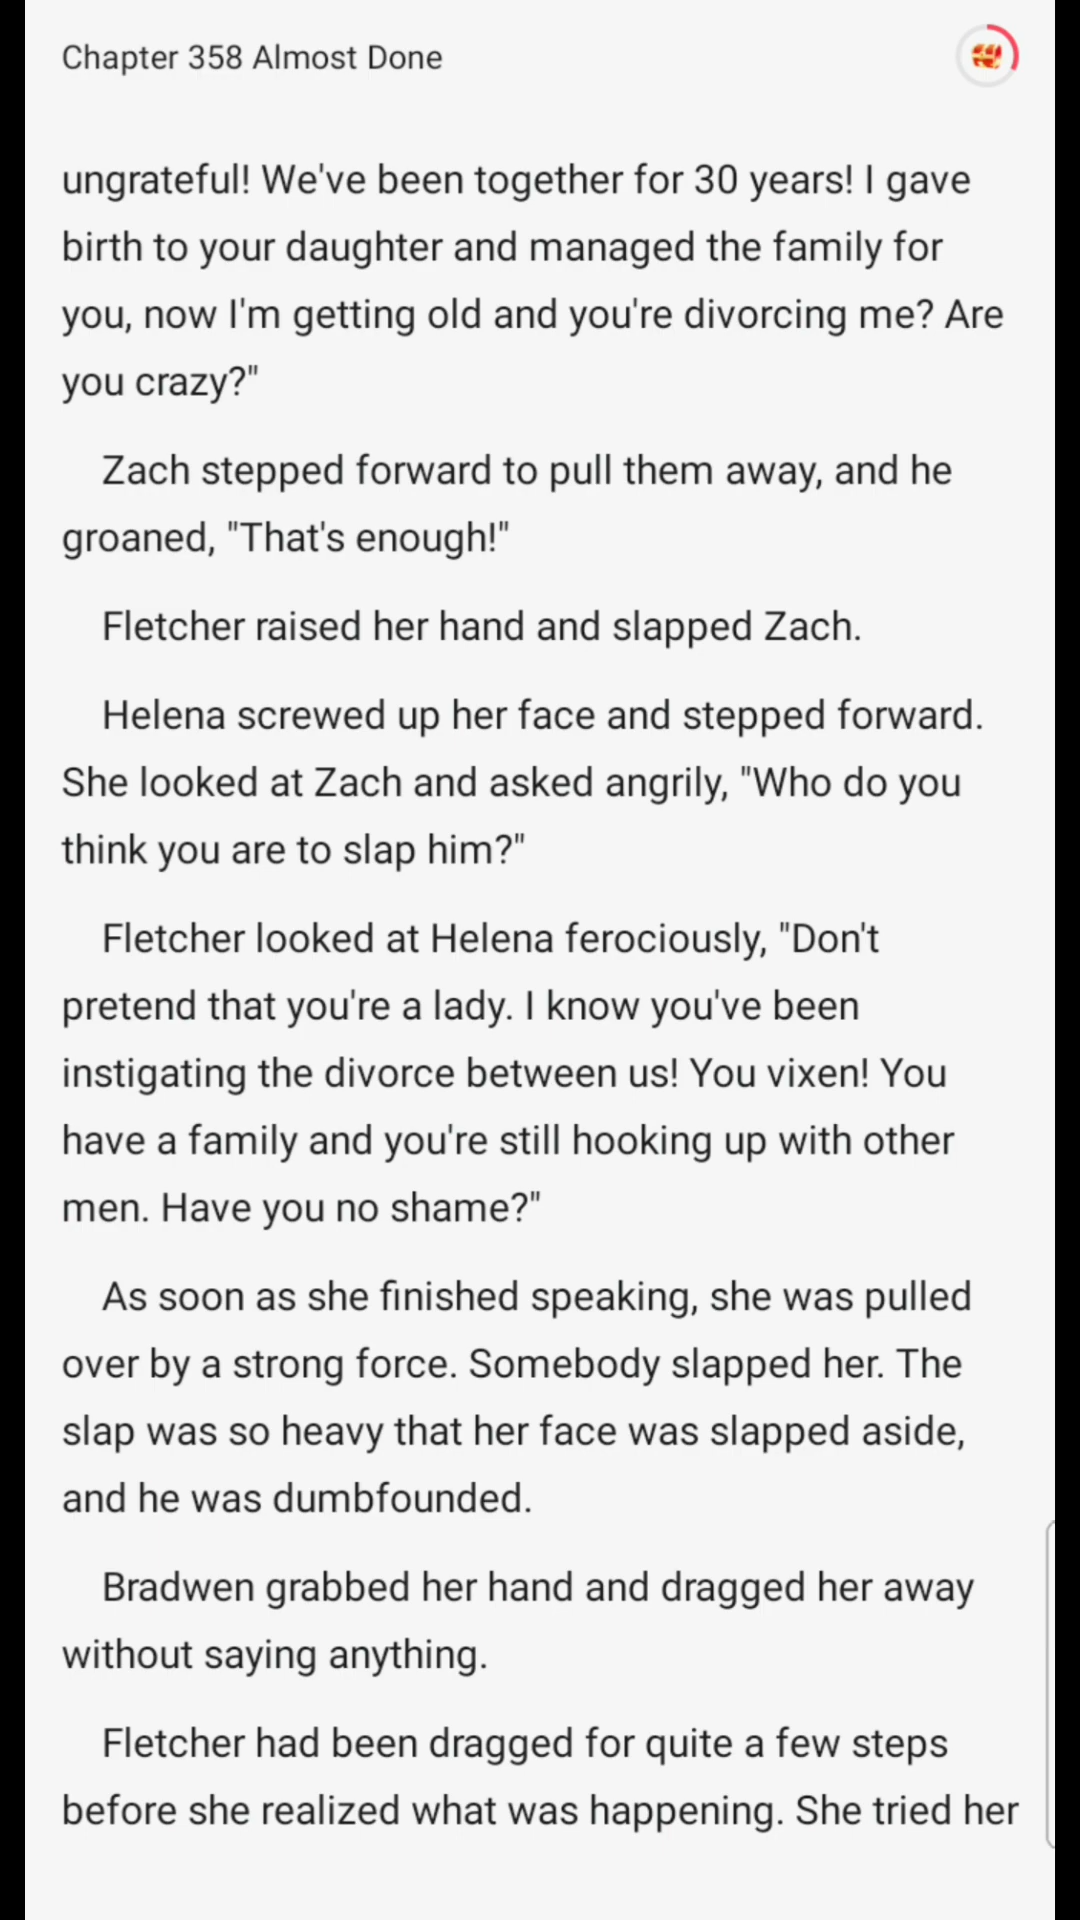 Chapter 358 Almost Done
ungrateful! We've been together for 30 years! I gave
birth to your daughter and managed the family for
you, now I'm getting old and you're divorcing me? Are
you crazy?"
Zach stepped forward to pull them away, and he
groaned, "That's enough!"
Fletcher raised her hand and slapped Zach.
Helena screwed up her face and stepped forward.
She looked at Zach and asked angrily, "Who do you
think you are to slap him?"
Fletcher looked at Helena ferociously, "Don't
pretend that you're a lady. I know you've been
instigating the divorce between us! You vixen! You
have a family and you're still hooking up with other
men. Have you no shame?"
As soon as she finished speaking, she was pulled
over by a strong force. Somebody slapped her. The
slap was so heavy that her face was slapped aside,
and he was dumbfounded.
Bradwen grabbed her hand and dragged her away
without saying anything.
Fletcher had been dragged for quite a few steps
before she realized what was happening. She tried her